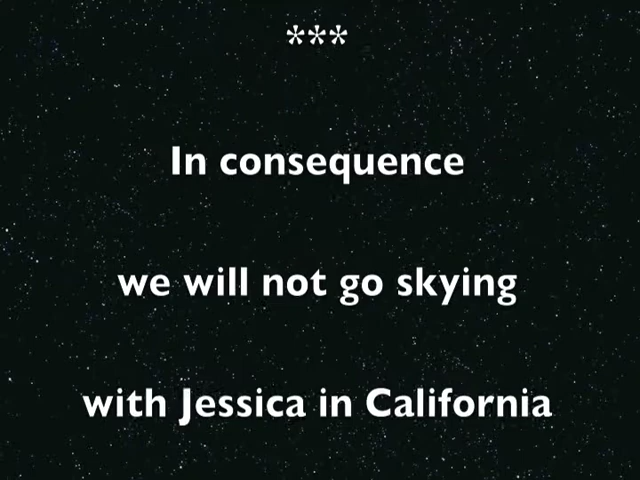 ***
In consequence
we will not go skying
with Jessica in California